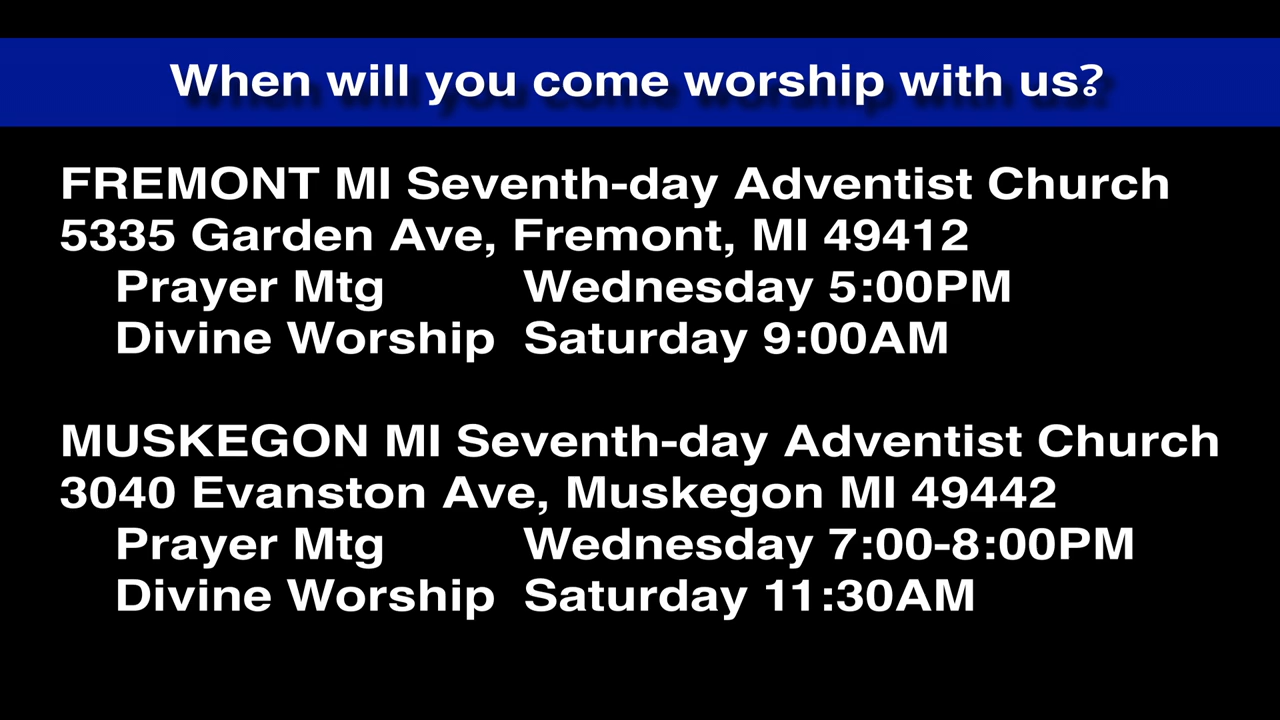 When will you come worship with us?
FREMONT MI Seventh-day Adventist Church
5335 Garden Ave, Fremont, MI 49412
Prayer Mtg Wednesday 5:00PM
Divine Worship Saturday 9:00AM
MUSKEGON MI Seventh-day Adventist Church
3040 Evanston Ave, Muskegon MI 49442
Prayer Mtg Wednesday 7:00-8:00PM
Divine Worship Saturday 11:30AM